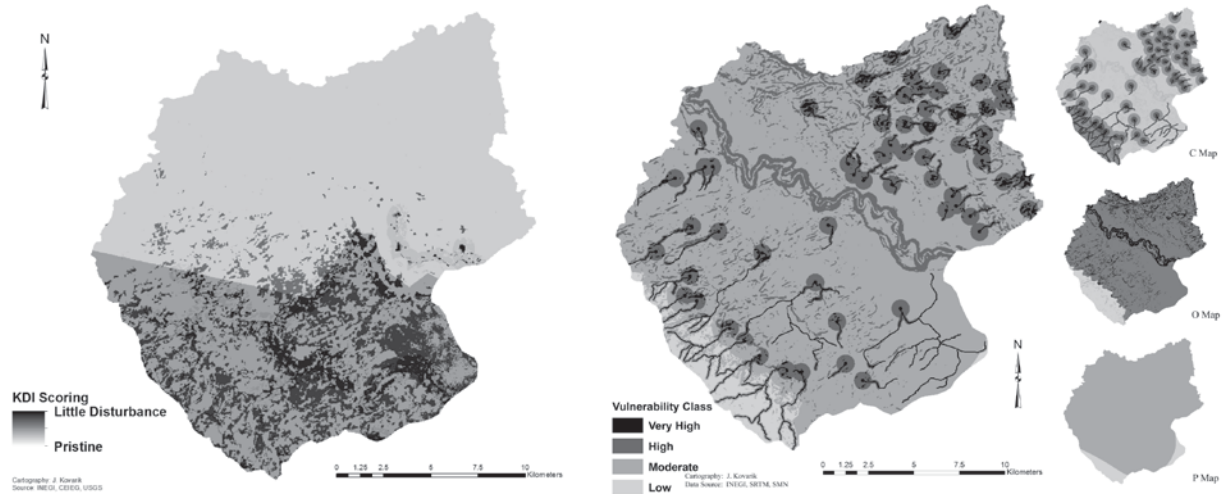 N
KDI Scoring
Little Disturbance
Pristine
Cartography: J. Kovarik
Source: INEGI, CEIEG, USGS
0 1.25 2.5 5 7.5 10
Kilometers
N
Vulnerability Class
Very High
High
Moderate
Low
Cartography: J. Kovarik
Data Source: INEGI, SRTM, SMN
0 1.25 2.5 5 7.5 10
Kilometers
C Map
O Map
P Map